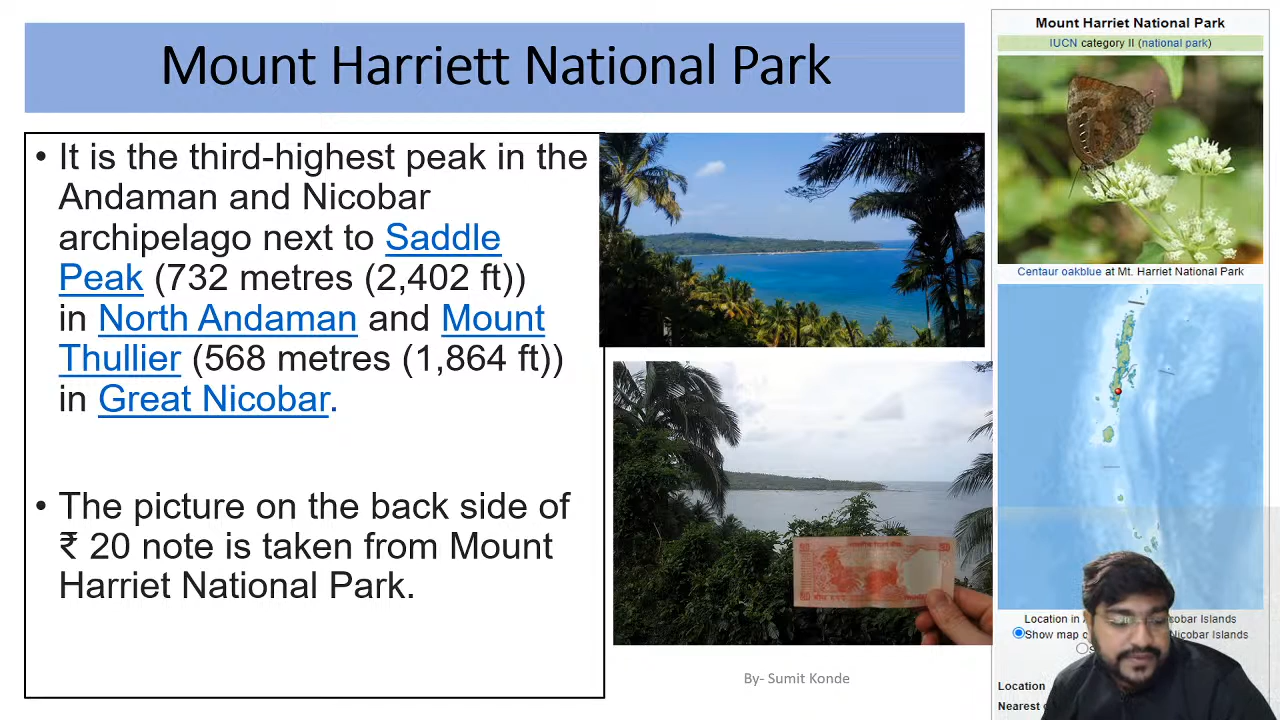 Mount Harriett National Park
• It is the third-highest peak in the
Andaman and Nicobar
archipelago next to Saddle
Peak (732 metres (2,402 ft))
in North Andaman and Mount
Thullier (568 metres (1,864 ft))
in Great Nicobar.
• The picture on the back side of
₹ 20 note is taken from Mount
Harriet National Park.
By- Sumit Konde
Mount Harriet National Park
IUCN category II (national park)
Centaur oakblue at Mt. Harriet National Park
Location in
Islands
Show map
Nicobar Islands
Location
Nearest